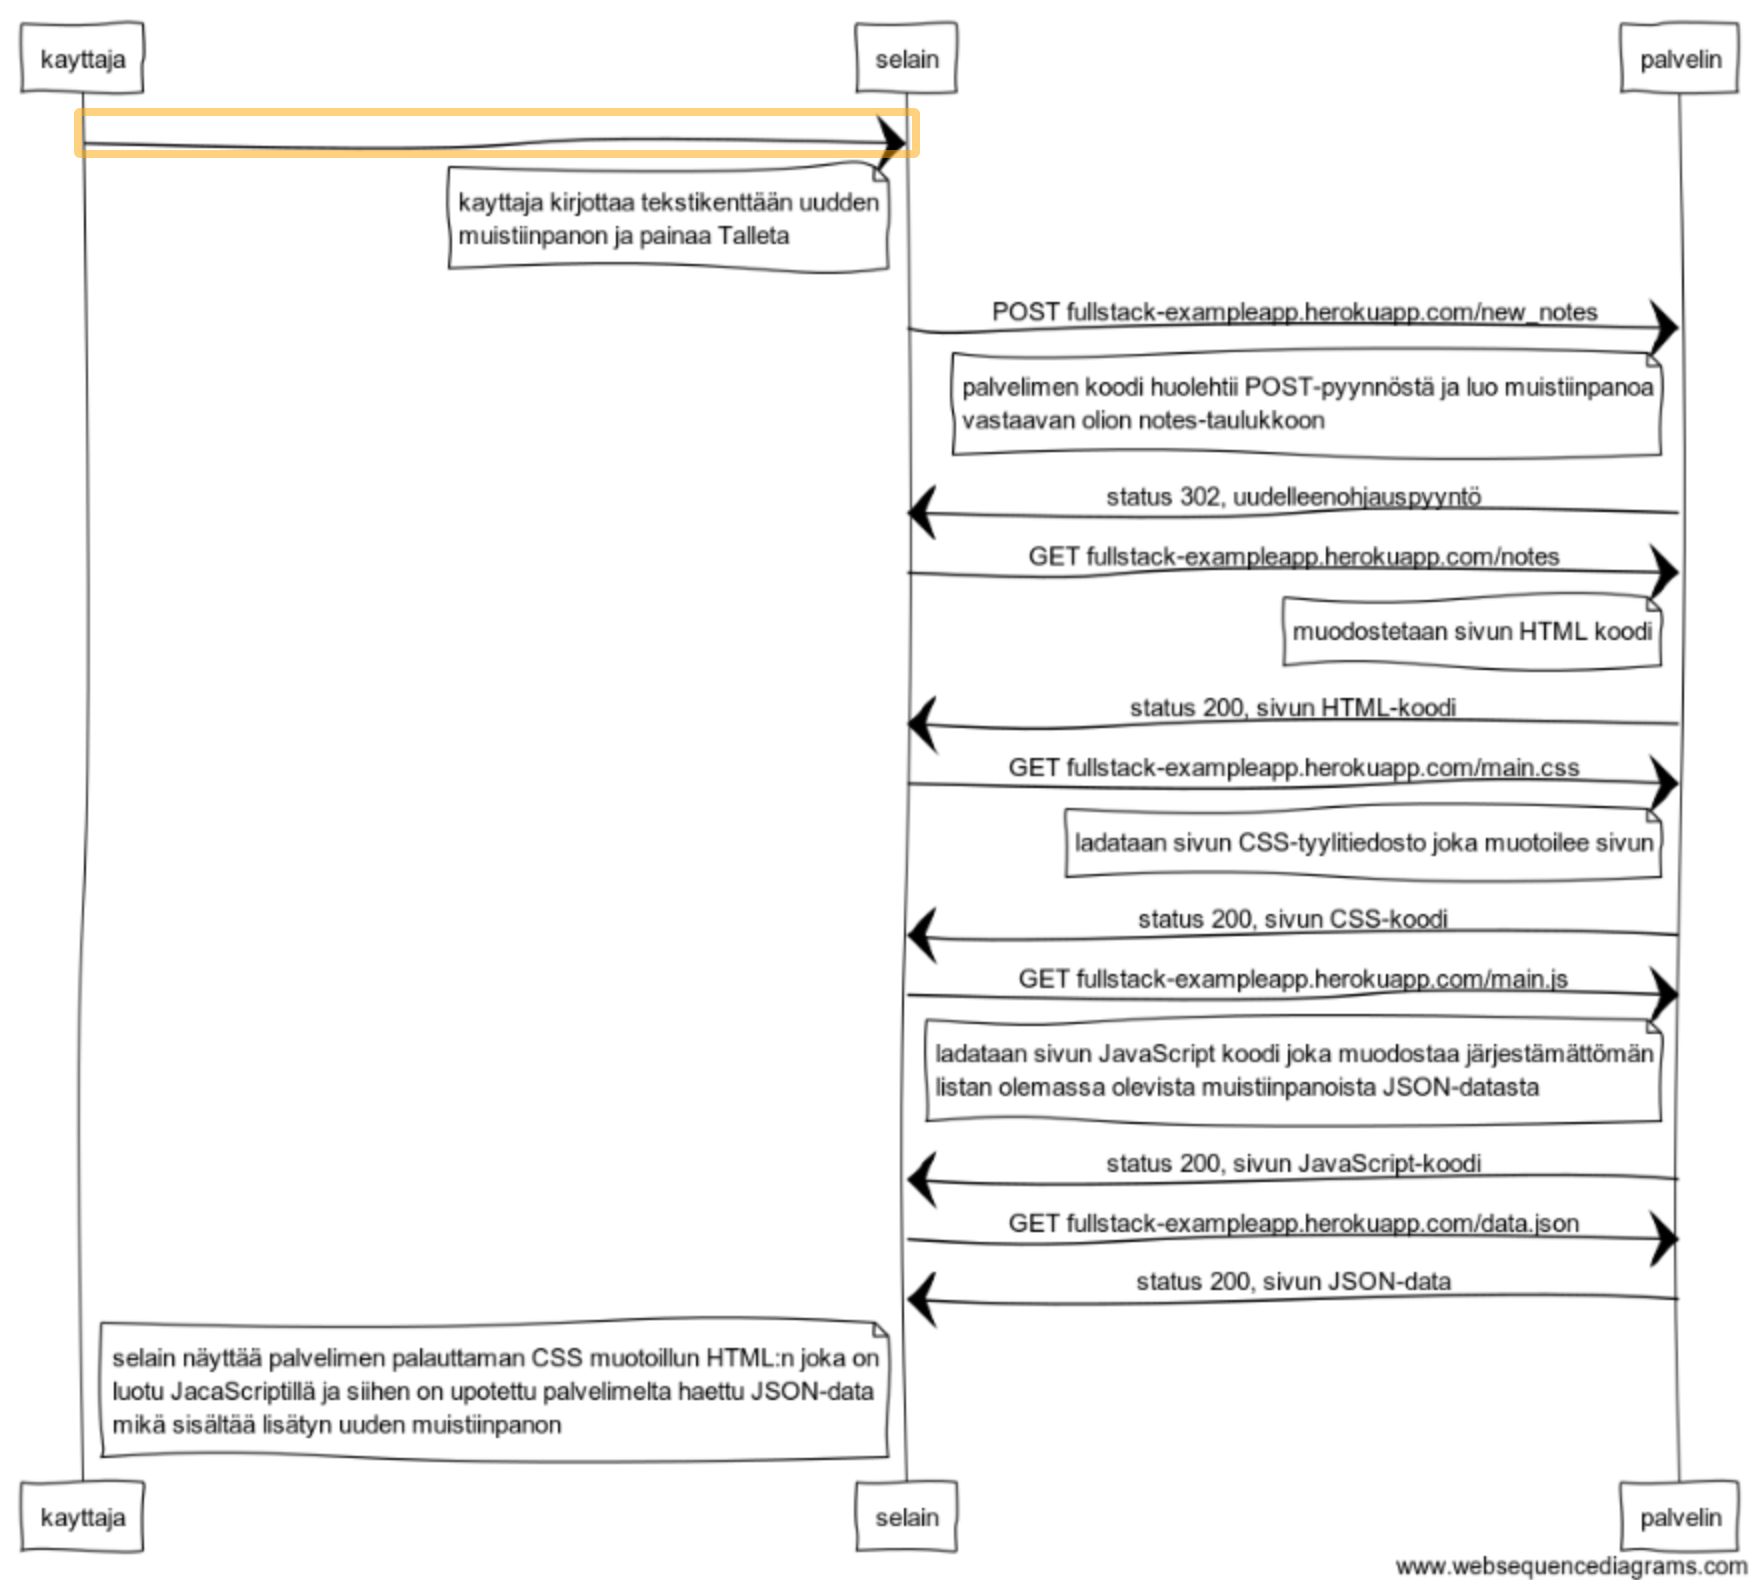 kayttaja
selain
palvelin
kayttaja kirjottaa tekstikenttään uudden
muistiinpanon ja painaa Talleta
POST fullstack-exampleapp.herokuapp.com/new_notes
palvelimen koodi huolehtii POST-pyynnöstä ja luo muistiinpanoa
vastaavan olion notes-taulukkoon
status 302, uudelleenohjauspyyntö
GET fullstack-exampleapp.herokuapp.com/notes
muodostetaan sivun HTML koodi
status 200, sivun HTML-koodi
GET fullstack-exampleapp.herokuapp.com/main.css
ladataan sivun CSS-tyylitiedosto joka muotoilee sivun
status 200, sivun CSS-koodi
GET fullstack-exampleapp.herokuapp.com/main.js
ladataan sivun JavaScript koodi joka muodostaa järjestämättömän
listan olemassa olevista muistiinpanoista JSON-datasta
status 200, sivun JavaScript-koodi
GET fullstack-exampleapp.herokuapp.com/data.json
status 200, sivun JSON-data
selain näyttää palvelimen palauttaman CSS muotoillun HTML:n joka on
luotu JacaScriptillä ja siihen on upotettu palvelimelta haettu JSON-data
mikä sisältää lisätyn uuden muistiinpanon
kayttaja
selain
palvelin
www.websequencediagrams.com